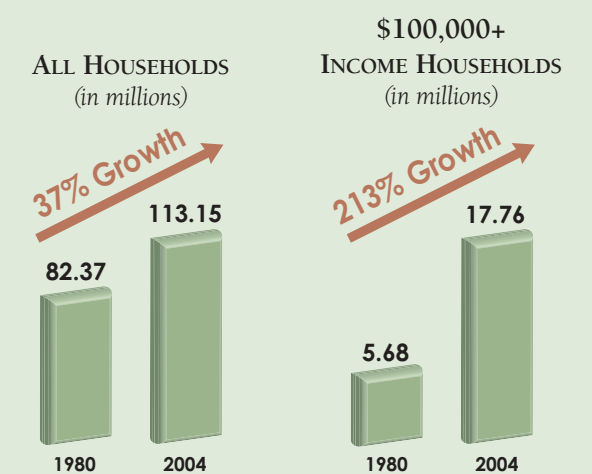 ALL HOUSEHOLDS
(in millions)
37% Growth
82.37
113.15
1980
2004
$100,000+
INCOME HOUSEHOLDS
(in millions)
213% Growth
5.68
17.76
1980
2004